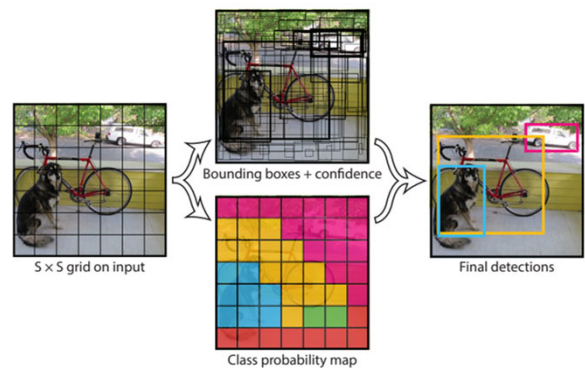 Bounding boxes + confidence
S × S grid on input
Final detections
Class probability map